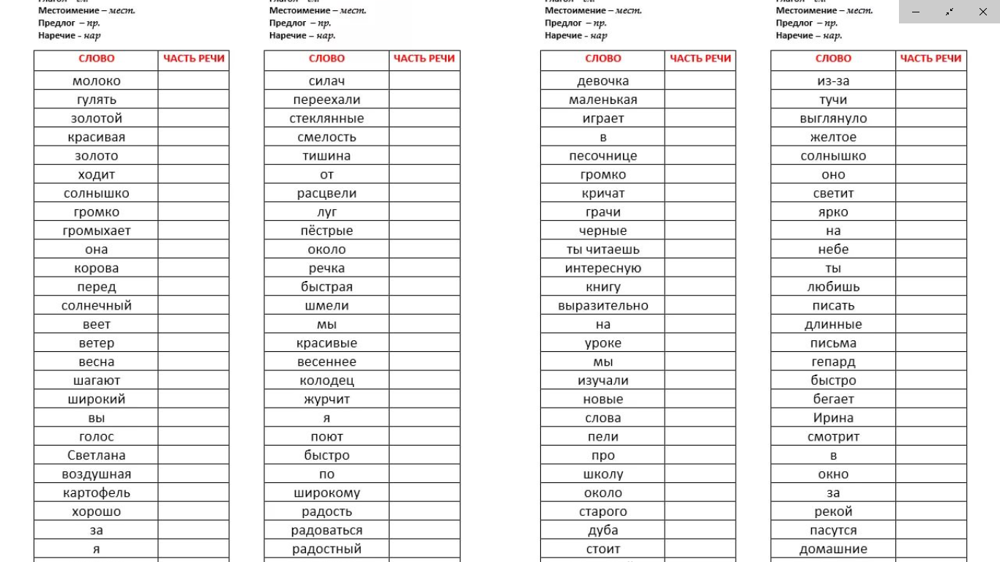 Местоимение – мест.
Предлог – пр.
Наречие - нар
СЛОВО ЧАСТЬ РЕЧИ
молоко
гулять
золотой
красивая
золото
ходит
солнышко
громко
громыхает
она
корова
перед
солнечный
веет
ветер
весна
шагают
широкий
вы
голос
Светлана
воздушная
картофель
хорошо
за
я
Местоимение – мест.
Предлог – пр.
Наречие – нар.
СЛОВО ЧАСТЬ РЕЧИ
силач
переехали
стеклянные
смелость
тишина
от
расцвели
луг
пёстрые
около
речка
быстрая
шмели
мы
красивые
весеннее
колодец
журчит
я
поют
быстро
по
широкому
радость
радоваться
радостный
Местоимение – мест.
Предлог – пр.
Наречие - нар
СЛОВО ЧАСТЬ РЕЧИ
девочка
маленькая
играет
в
песочнице
громко
кричат
грачи
черные
ты читаешь
интересную
книгу
выразительно
на
уроке
мы
изучали
новые
слова
пели
про
школу
около
старого
дуба
стоит
Местоимение – мест.
Предлог – пр.
Наречие – нар.
СЛОВО ЧАСТЬ РЕЧИ
из-за
тучи
выглянуло
желтое
солнышко
оно
светит
ярко
на
небе
ты
любишь
писать
длинные
письма
гепард
быстро
бегает
Ирина
смотрит
в
окно
за
рекой
пасутся
домашние